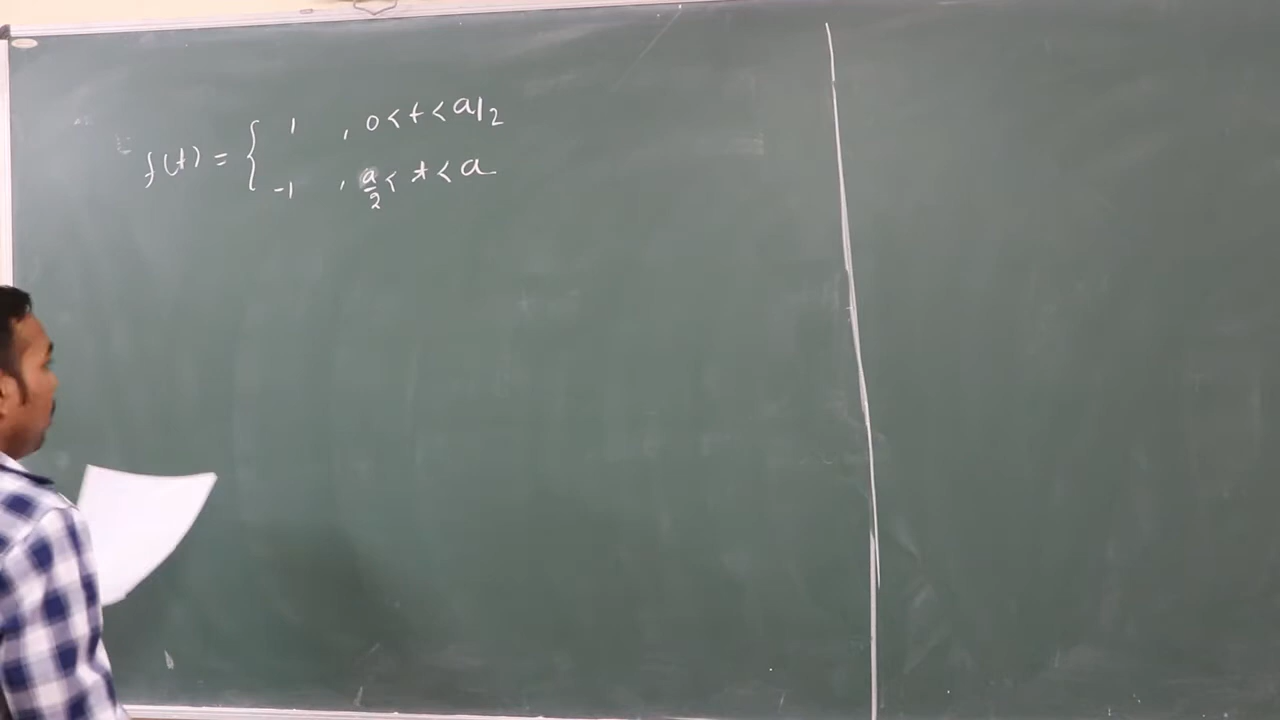 f(t) = { 1 , 0 < t < a/2
-1 , a/2 < t < a